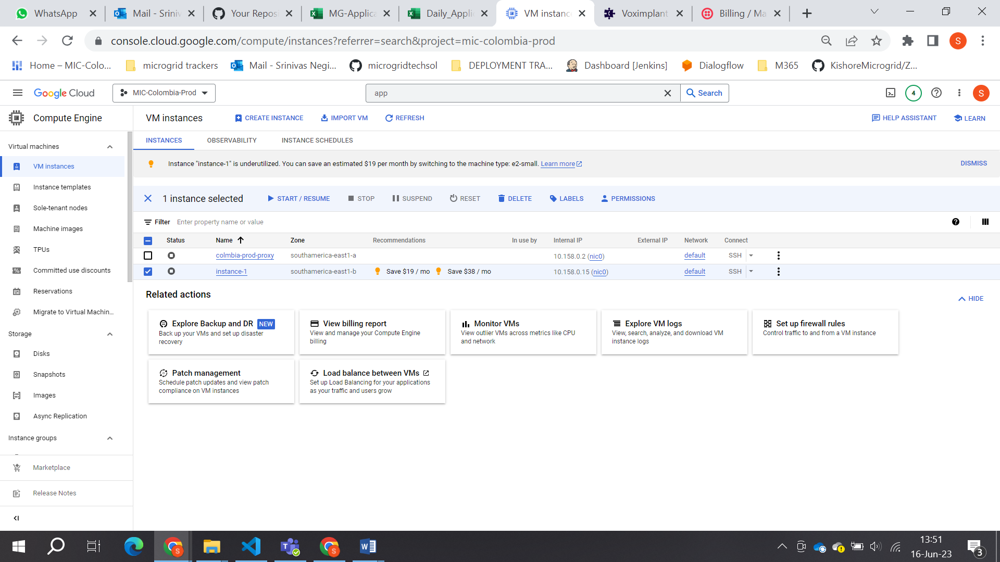 WhatsApp
Mail - Sriniv
Your Reposi
MG-Applica
Daily_Applic
VM instanc
Voximplant
Billing / Ma
console.cloud.google.com/compute/instances?referrer=search&project=mic-colombia-prod
S
Home – MIC-Colo...
microgrid trackers
Mail - Srinivas Negi...
microgridtechsol
DEPLOYMENT TRA...
Dashboard [Jenkins]
Dialogflow
M365
KishoreMicrogrid/Z...
Google Cloud
MIC-Colombia-Prod
app
Search
4
S
Compute Engine
VM instances
CREATE INSTANCE
IMPORT VM
REFRESH
HELP ASSISTANT
LEARN
INSTANCES
OBSERVABILITY
INSTANCE SCHEDULES
Instance "instance-1" is underutilized. You can save an estimated $19 per month by switching to the machine type: e2-small. Learn more
DISMISS
Virtual machines
VM instances
Instance templates
Sole-tenant nodes
Machine images
TPUs
Committed use discounts
Reservations
Migrate to Virtual Machin...
Storage
Disks
Snapshots
Images
Async Replication
Instance groups
Marketplace
Release Notes
1 instance selected
START / RESUME
STOP
SUSPEND
RESET
DELETE
LABELS
PERMISSIONS
Filter Enter property name or value
Status Name Zone Recommendations In use by Internal IP External IP Network Connect
colmbia-prod-proxy southamerica-east1-a 10.158.0.2 (nic0) default SSH
instance-1 southamerica-east1-b Save $19 / mo Save $38 / mo 10.158.0.15 (nic0) default SSH
Related actions
HIDE
Explore Backup and DR NEW
Back up your VMs and set up disaster
recovery
View billing report
View and manage your Compute Engine
billing
Monitor VMs
View outlier VMs across metrics like CPU
and network
Explore VM logs
View, search, analyze, and download VM
instance logs
Set up firewall rules
Control traffic to and from a VM instance
Patch management
Schedule patch updates and view patch
compliance on VM instances
Load balance between VMs
Set up Load Balancing for your applications
as your traffic and users grow
13:51
16-Jun-23
3